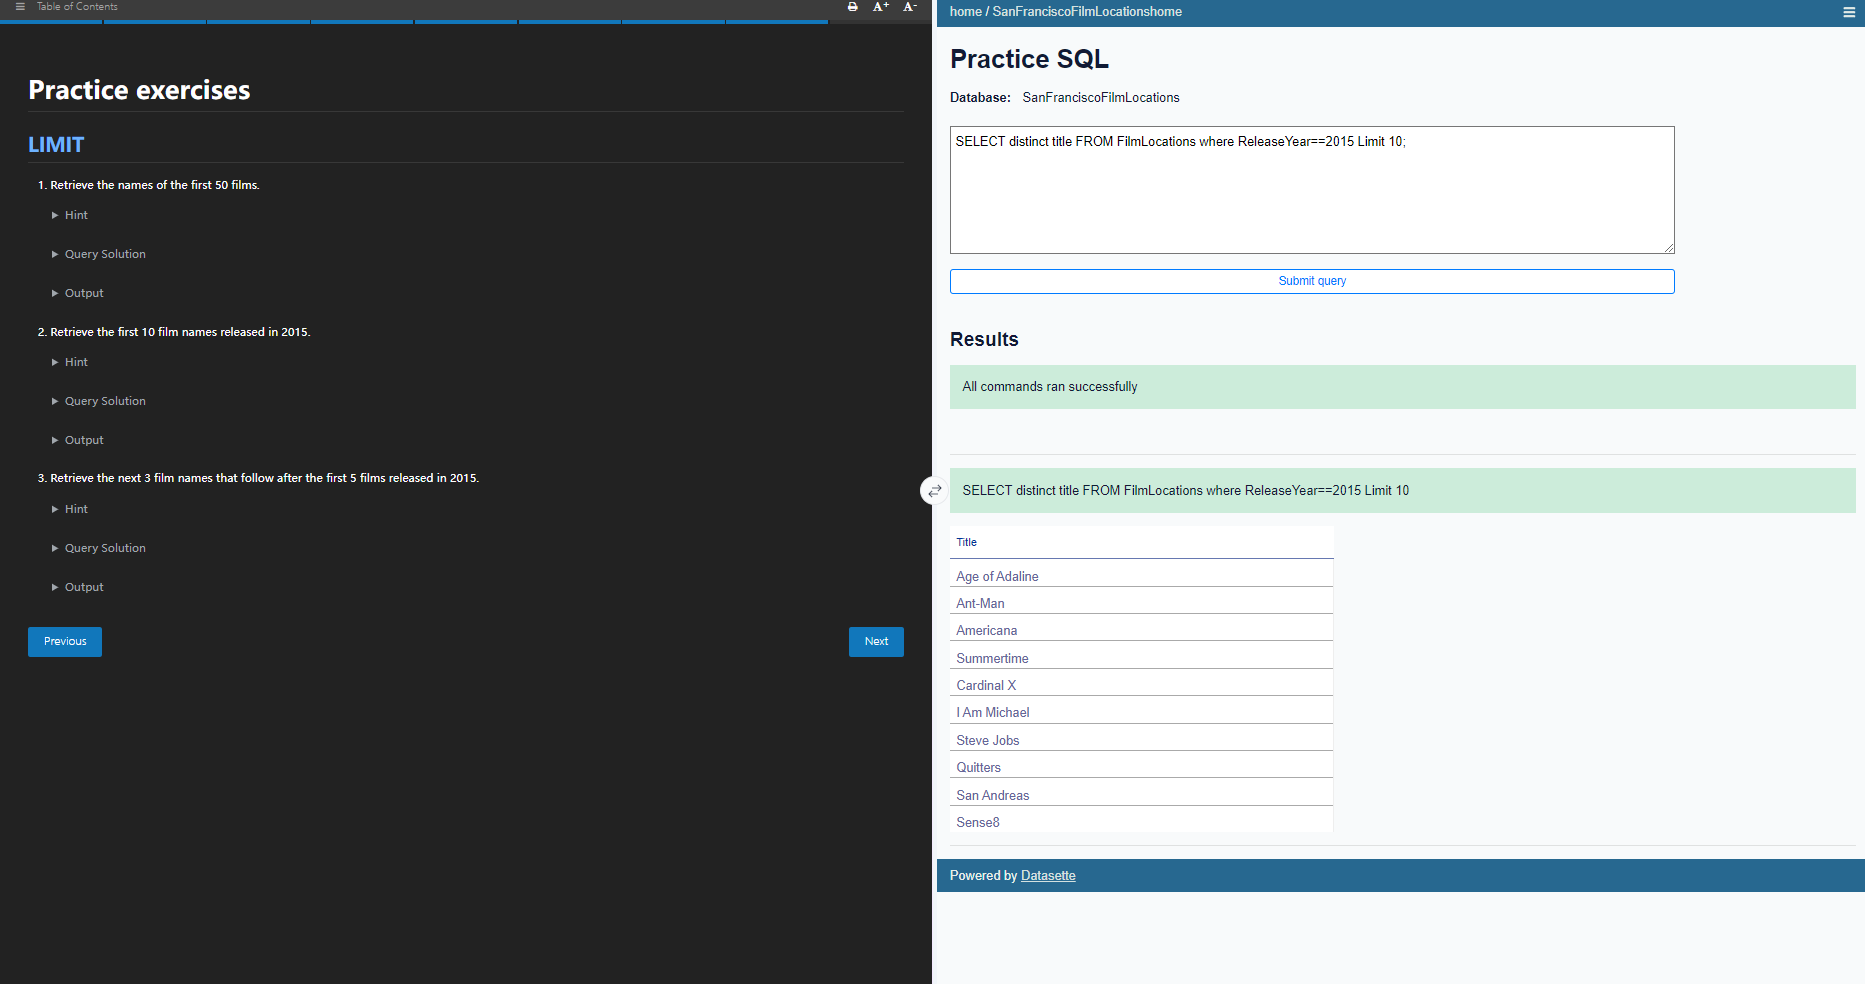 Table of Contents
A+ A-
Practice exercises
LIMIT
1. Retrieve the names of the first 50 films.
Hint
Query Solution
Output
2. Retrieve the first 10 film names released in 2015.
Hint
Query Solution
Output
3. Retrieve the next 3 film names that follow after the first 5 films released in 2015.
Hint
Query Solution
Output
Previous
Next
home / SanFranciscoFilmLocationshome
Practice SQL
Database: SanFranciscoFilmLocations
SELECT distinct title FROM FilmLocations where ReleaseYear==2015 Limit 10;
Submit query
Results
All commands ran successfully
SELECT distinct title FROM FilmLocations where ReleaseYear==2015 Limit 10
Title
Age of Adaline
Ant-Man
Americana
Summertime
Cardinal X
I Am Michael
Steve Jobs
Quitters
San Andreas
Sense8
Powered by Datasette